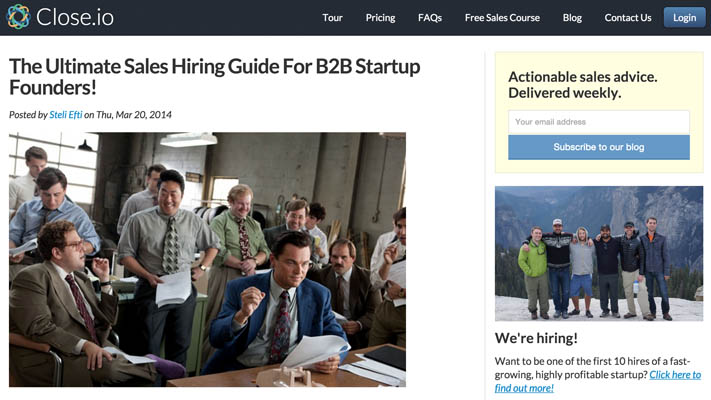 Close.io
Tour Pricing FAQs Free Sales Course Blog Contact Us Login
The Ultimate Sales Hiring Guide For B2B Startup
Founders!
Posted by Steli Efti on Thu, Mar 20, 2014
Actionable sales advice.
Delivered weekly.
Your email address
Subscribe to our blog
We're hiring!
Want to be one of the first 10 hires of a fast-
growing, highly profitable startup? Click here to
find out more!